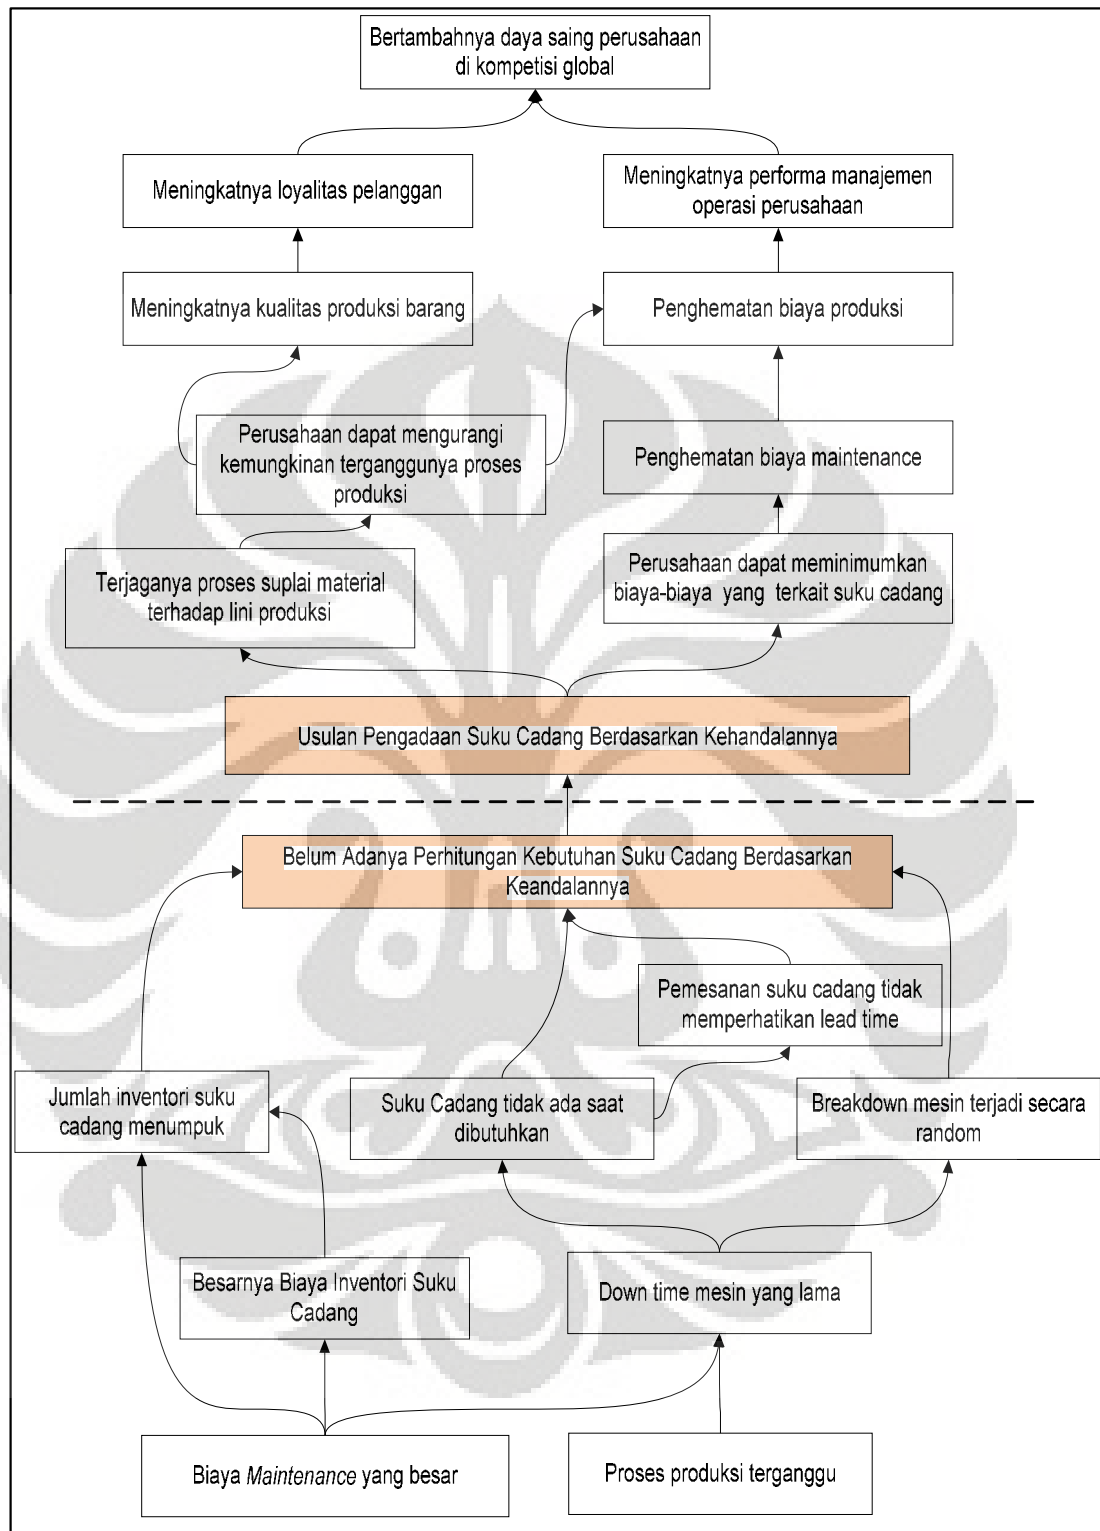 Bertambahnya daya saing perusahaan
di kompetisi global
Meningkatnya loyalitas pelanggan
Meningkatnya performa manajemen
operasi perusahaan
Meningkatnya kualitas produksi barang
Penghematan biaya produksi
Perusahaan dapat mengurangi
kemungkinan terganggunya proses
produksi
Penghematan biaya maintenance
Terjaganya proses suplai material
terhadap lini produksi
Perusahaan dapat meminimumkan
biaya-biaya yang terkait suku cadang
Usulan Pengadaan Suku Cadang Berdasarkan Kehandalannya
Belum Adanya Perhitungan Kebutuhan Suku Cadang Berdasarkan
Keandalannya
Pemesanan suku cadang tidak
memperhatikan lead time
Jumlah inventori suku
cadang menumpuk
Suku Cadang tidak ada saat
dibutuhkan
Breakdown mesin terjadi secara
random
Besarnya Biaya Inventori Suku
Cadang
Down time mesin yang lama
Biaya Maintenance yang besar
Proses produksi terganggu